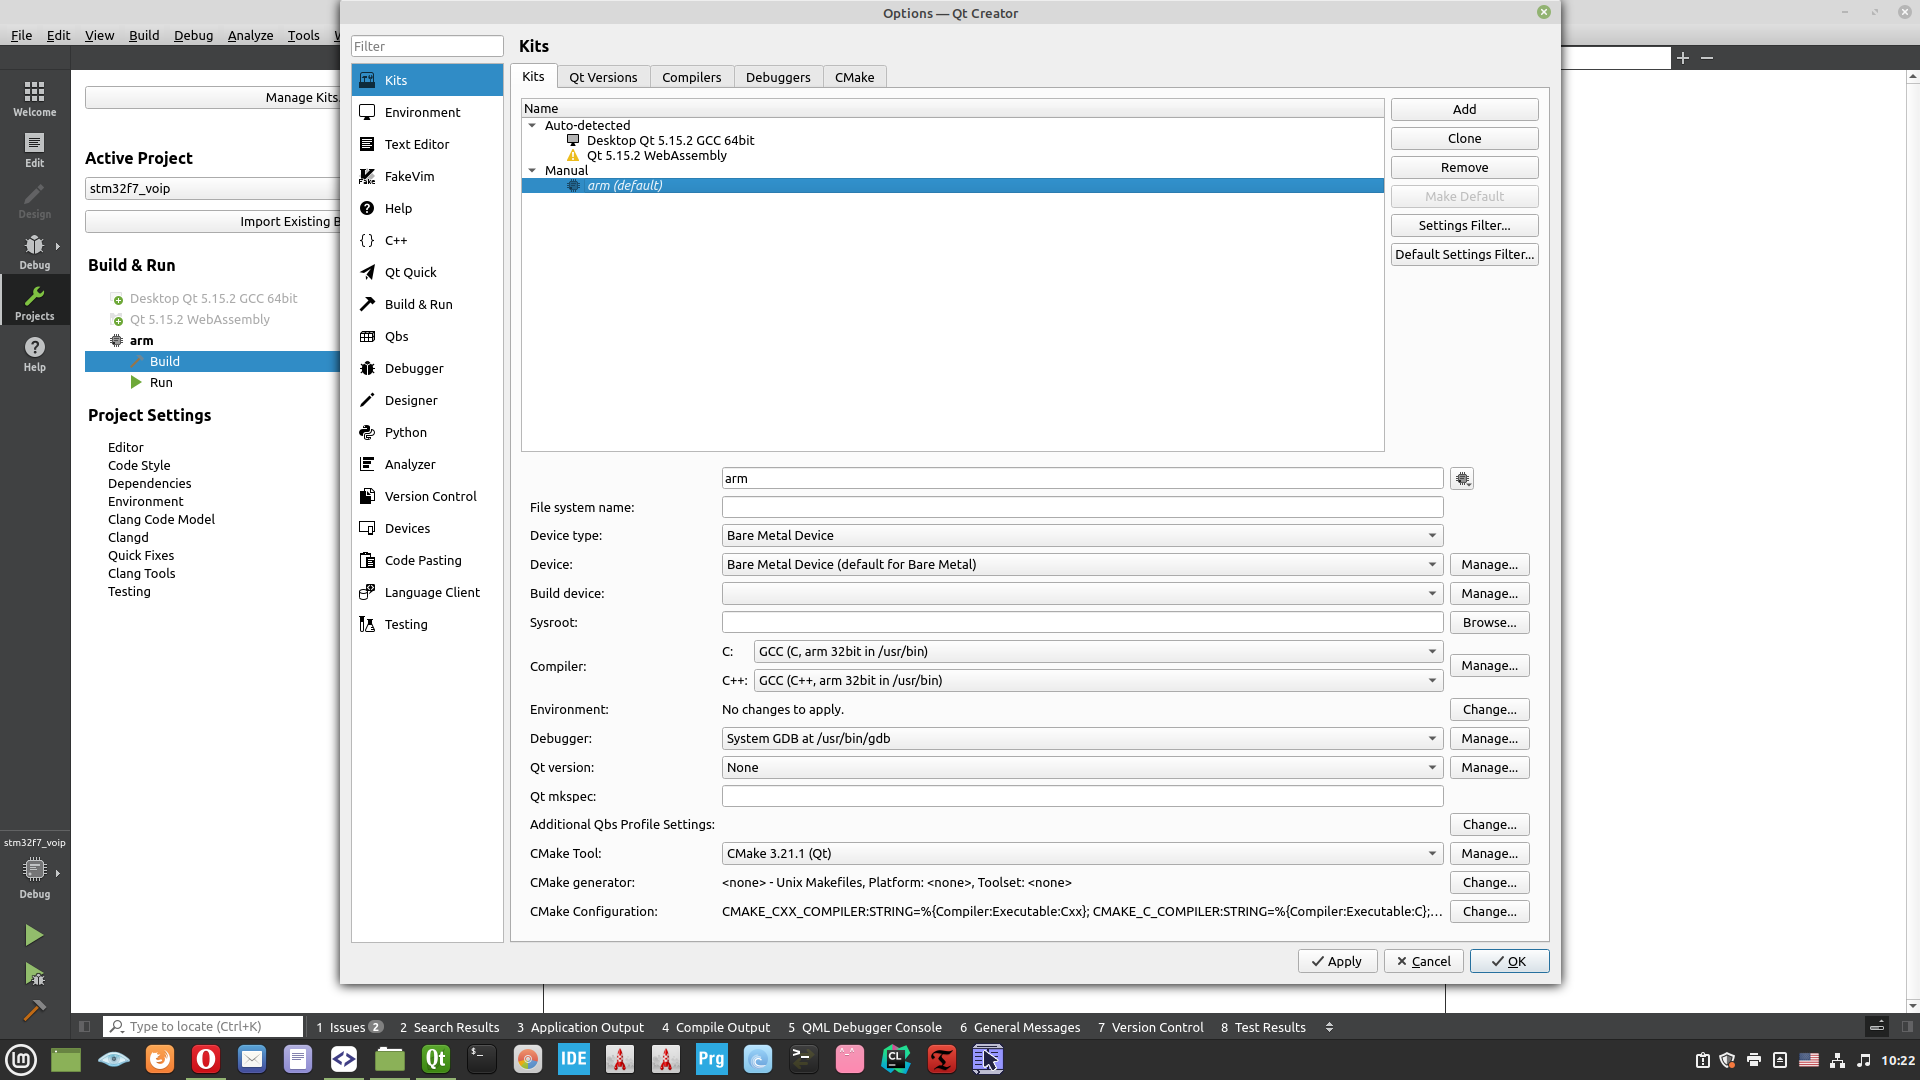 Options — Qt Creator
File Edit View Build Debug Analyze Tools
Filter
Kits
Kits
Environment
Text Editor
FakeVim
Help
C++
Qt Quick
Build & Run
Qbs
Debugger
Designer
Python
Analyzer
Version Control
Devices
Code Pasting
Language Client
Testing
Kits Qt Versions Compilers Debuggers CMake
Name
Auto-detected
Desktop Qt 5.15.2 GCC 64bit
Qt 5.15.2 WebAssembly
Manual
arm (default)
Add
Clone
Remove
Make Default
Settings Filter...
Default Settings Filter...
arm
File system name:
Device type: Bare Metal Device
Device: Bare Metal Device (default for Bare Metal) Manage...
Build device: Manage...
Sysroot: Browse...
Compiler: C: GCC (C, arm 32bit in /usr/bin) Manage...
C++: GCC (C++, arm 32bit in /usr/bin)
Environment: No changes to apply. Change...
Debugger: System GDB at /usr/bin/gdb Manage...
Qt version: None Manage...
Qt mkspec:
Additional Qbs Profile Settings: Change...
CMake Tool: CMake 3.21.1 (Qt) Manage...
CMake generator: <none> - Unix Makefiles, Platform: <none>, Toolset: <none> Change...
CMake Configuration: CMAKE_CXX_COMPILER:STRING=%{Compiler:Executable:Cxx}; CMAKE_C_COMPILER:STRING=%{Compiler:Executable:C};... Change...
Apply Cancel OK
Welcome
Edit
Design
Debug
Projects
Help
stm32f7_voip
Debug
Manage Kits.
Active Project
stm32f7_voip
Import Existing B
Build & Run
Desktop Qt 5.15.2 GCC 64bit
Qt 5.15.2 WebAssembly
arm
Build
Run
Project Settings
Editor
Code Style
Dependencies
Environment
Clang Code Model
Clangd
Quick Fixes
Clang Tools
Testing
Type to locate (Ctrl+K) 1 Issues 2 2 Search Results 3 Application Output 4 Compile Output 5 QML Debugger Console 6 General Messages 7 Version Control 8 Test Results
Qt IDE Prg CL 10:22